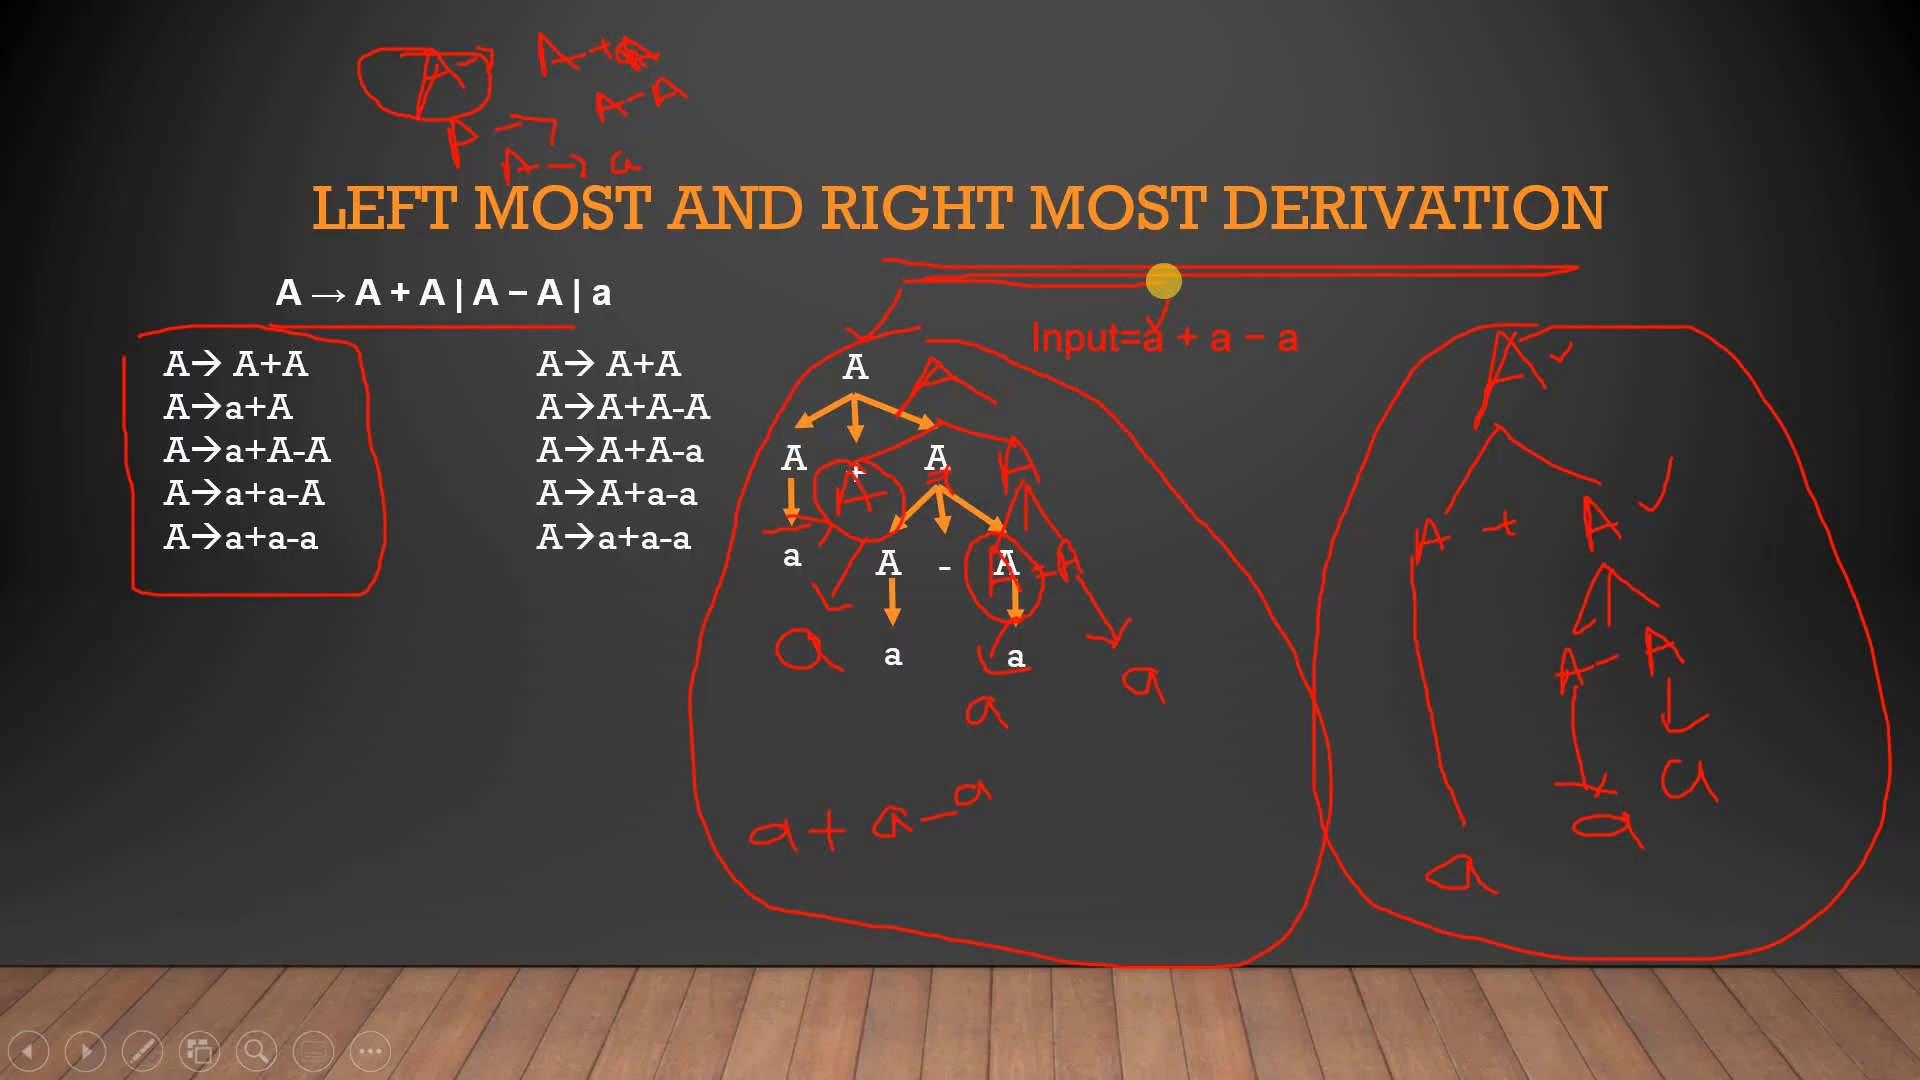 A A+A
A-A
A → a
LEFT MOST AND RIGHT MOST DERIVATION
A → A + A | A − A | a
Input=a + a − a
A→ A+A
A→a+A
A→a+A-A
A→a+a-A
A→a+a-a
A→ A+A
A→A+A-A
A→A+A-a
A→A+a-a
A→a+a-a
A
A + A
a A - A
a a
A
A - A
a A + A
a a
a + a - a
A
A + A
A - A
a a a